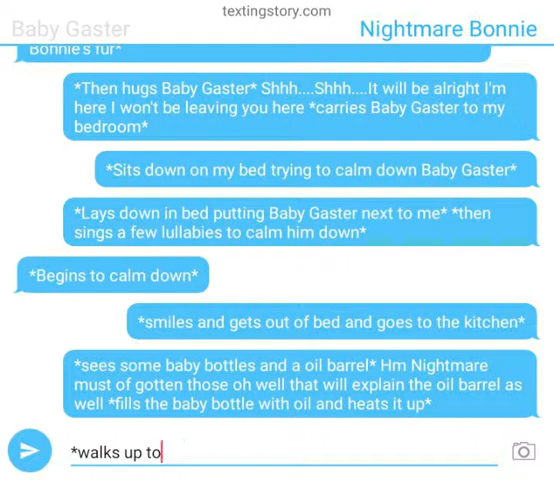 textingstory.com
Baby Gaster
Nightmare Bonnie
Bonnie's fur*
*Then hugs Baby Gaster* Shhh....Shhh....It will be alright I'm
here I won't be leaving you here *carries Baby Gaster to my
bedroom*
*Sits down on my bed trying to calm down Baby Gaster*
*Lays down in bed putting Baby Gaster next to me* *then
sings a few lullabies to calm him down*
*Begins to calm down*
*smiles and gets out of bed and goes to the kitchen*
*sees some baby bottles and a oil barrel* Hm Nightmare
must of gotten those oh well that will explain the oil barrel as
well *fills the baby bottle with oil and heats it up*
*walks up to